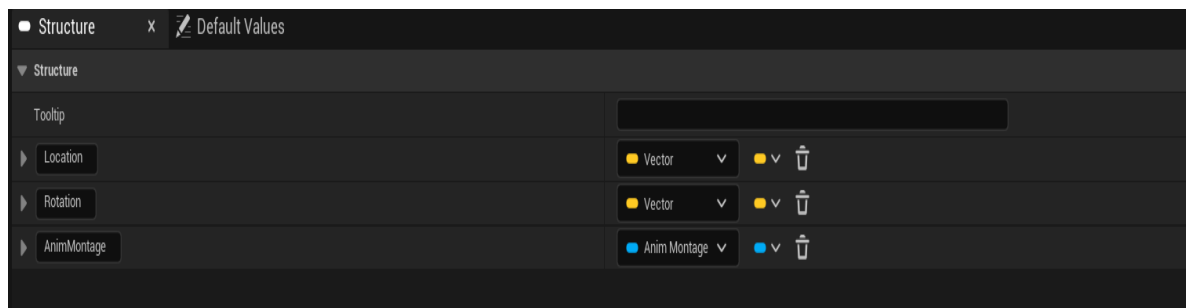 Structure x Default Values
Structure
Tooltip
Location Vector
Rotation Vector
AnimMontage Anim Montage